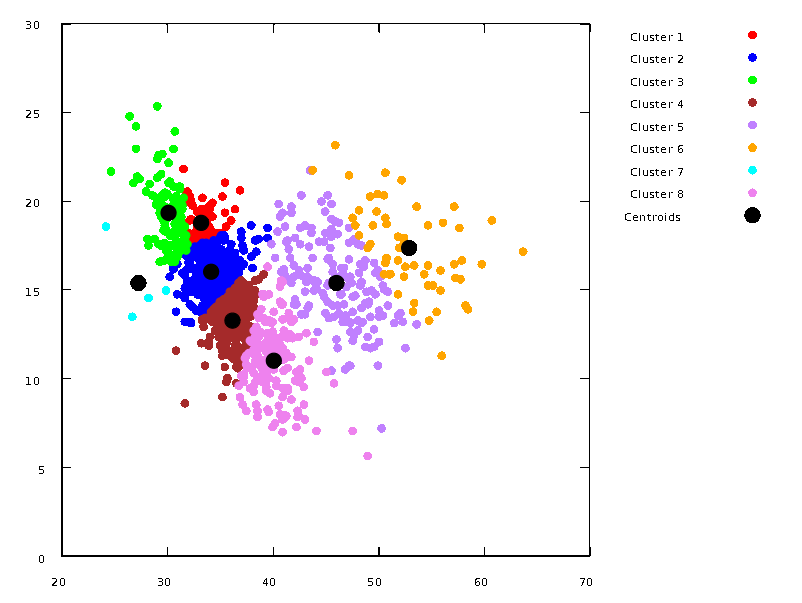 30
25
20
15
10
5
0
20 30 40 50 60 70
Cluster 1
Cluster 2
Cluster 3
Cluster 4
Cluster 5
Cluster 6
Cluster 7
Cluster 8
Centroids